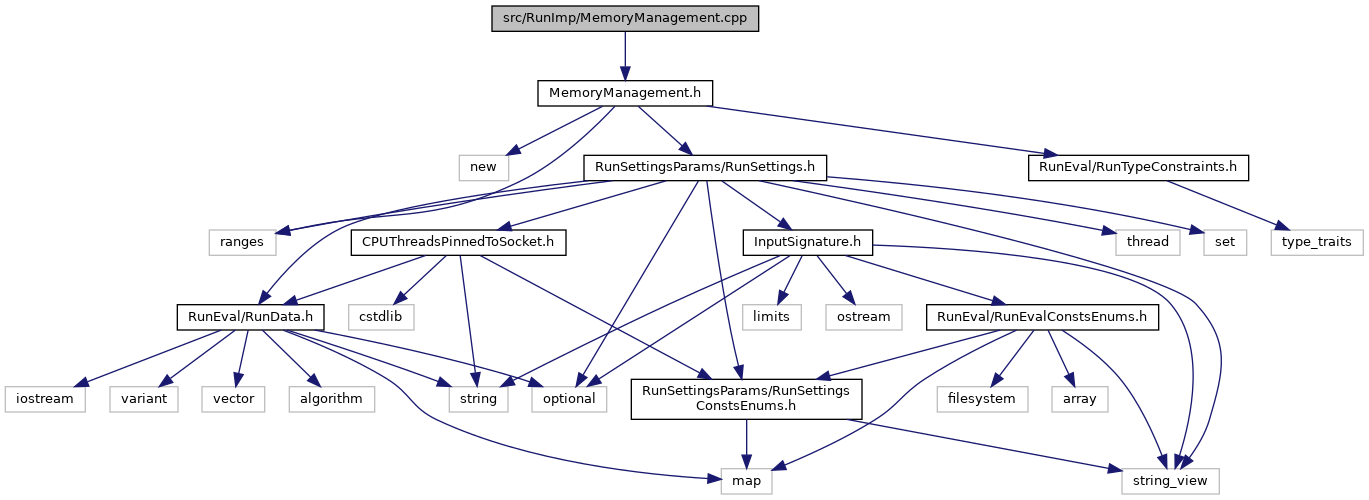 src/RunImp/MemoryManagement.cpp
MemoryManagement.h
new
RunSettingsParams/RunSettings.h
RunEval/RunTypeConstraints.h
ranges
CPUThreadsPinnedToSocket.h
InputSignature.h
thread
set
type_traits
RunEval/RunData.h
cstdlib
limits
ostream
RunEval/RunEvalConstsEnums.h
iostream
variant
vector
algorithm
string
optional
RunSettingsParams/RunSettings
ConstsEnums.h
filesystem
array
map
string_view